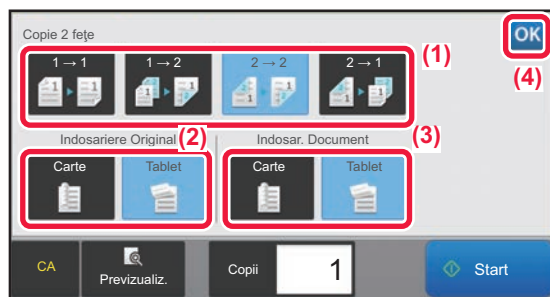 Copie 2 feţe
OK
(1)
(4)
1 → 1
1 → 2
2 → 2
2 → 1
Indosariere Original
(2)
Indosar. Document
(3)
Carte
Tablet
Carte
Tablet
CA
Previzualiz.
Copii
1
Start